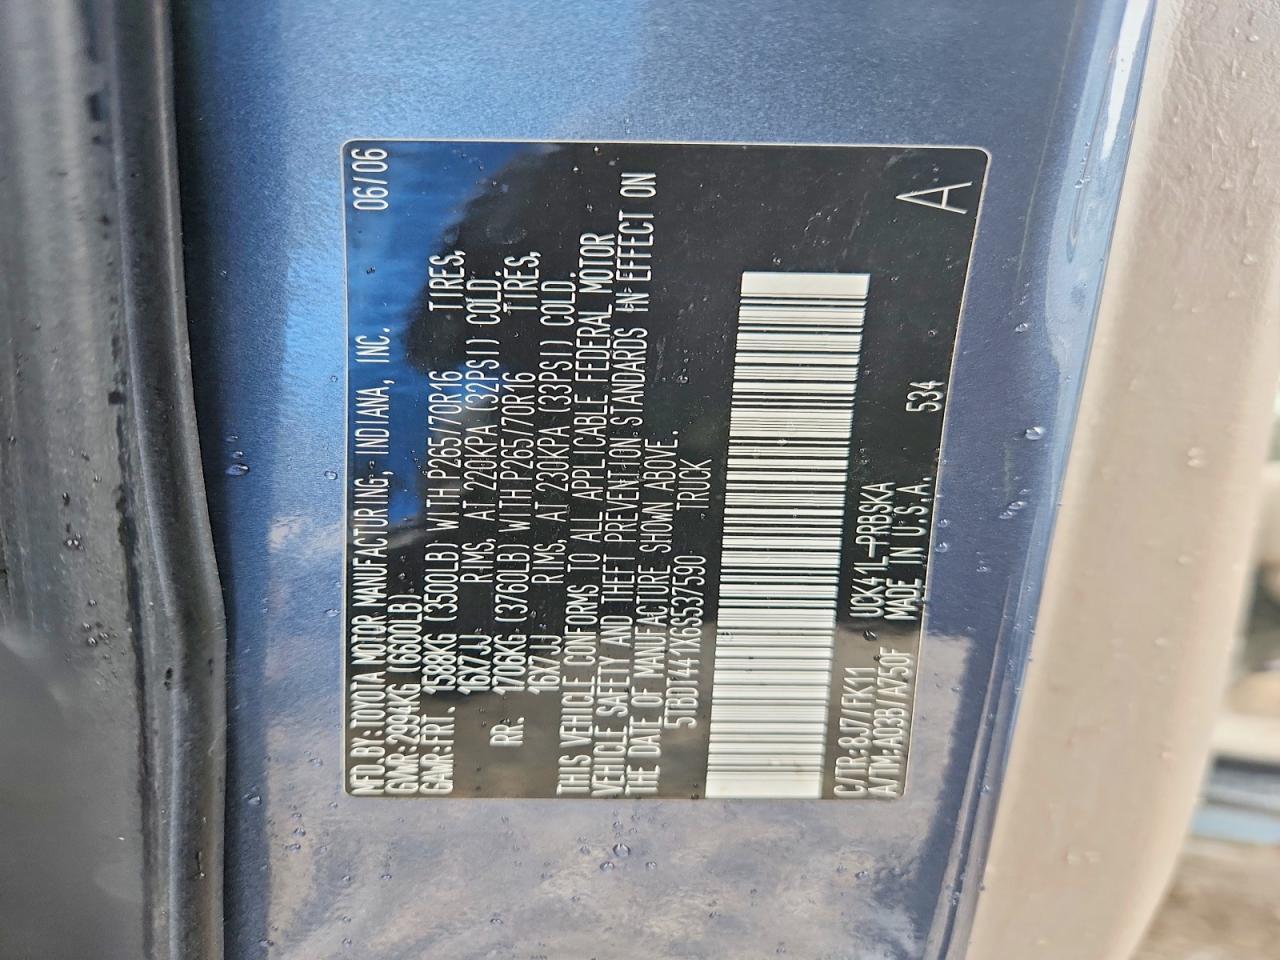 MFD.BY:TOYOTA MOTOR MANUFACTURING, INDIANA, INC. 06/06
GVWR:2994KG (6600LB)
GAWR:FRT. 1588KG (3500LB) WITH P265/70R16 TIRES,
16X7JJ RIMS, AT 220KPA (32PSI) COLD.
RR. 1706KG (3760LB) WITH P265/70R16 TIRES,
16X7JJ RIMS, AT 230KPA (33PSI) COLD.
THIS VEHICLE CONFORMS TO ALL APPLICABLE FEDERAL MOTOR
VEHICLE SAFETY AND THEFT PREVENTION STANDARDS IN EFFECT ON
THE DATE OF MANUFACTURE SHOWN ABOVE.
5TBDT441X6S537590 TRUCK
C/TR:8J7/FK11 UCK41L-PRBSKA
A/TM:A03B/A750F MADE IN U.S.A. 534
A